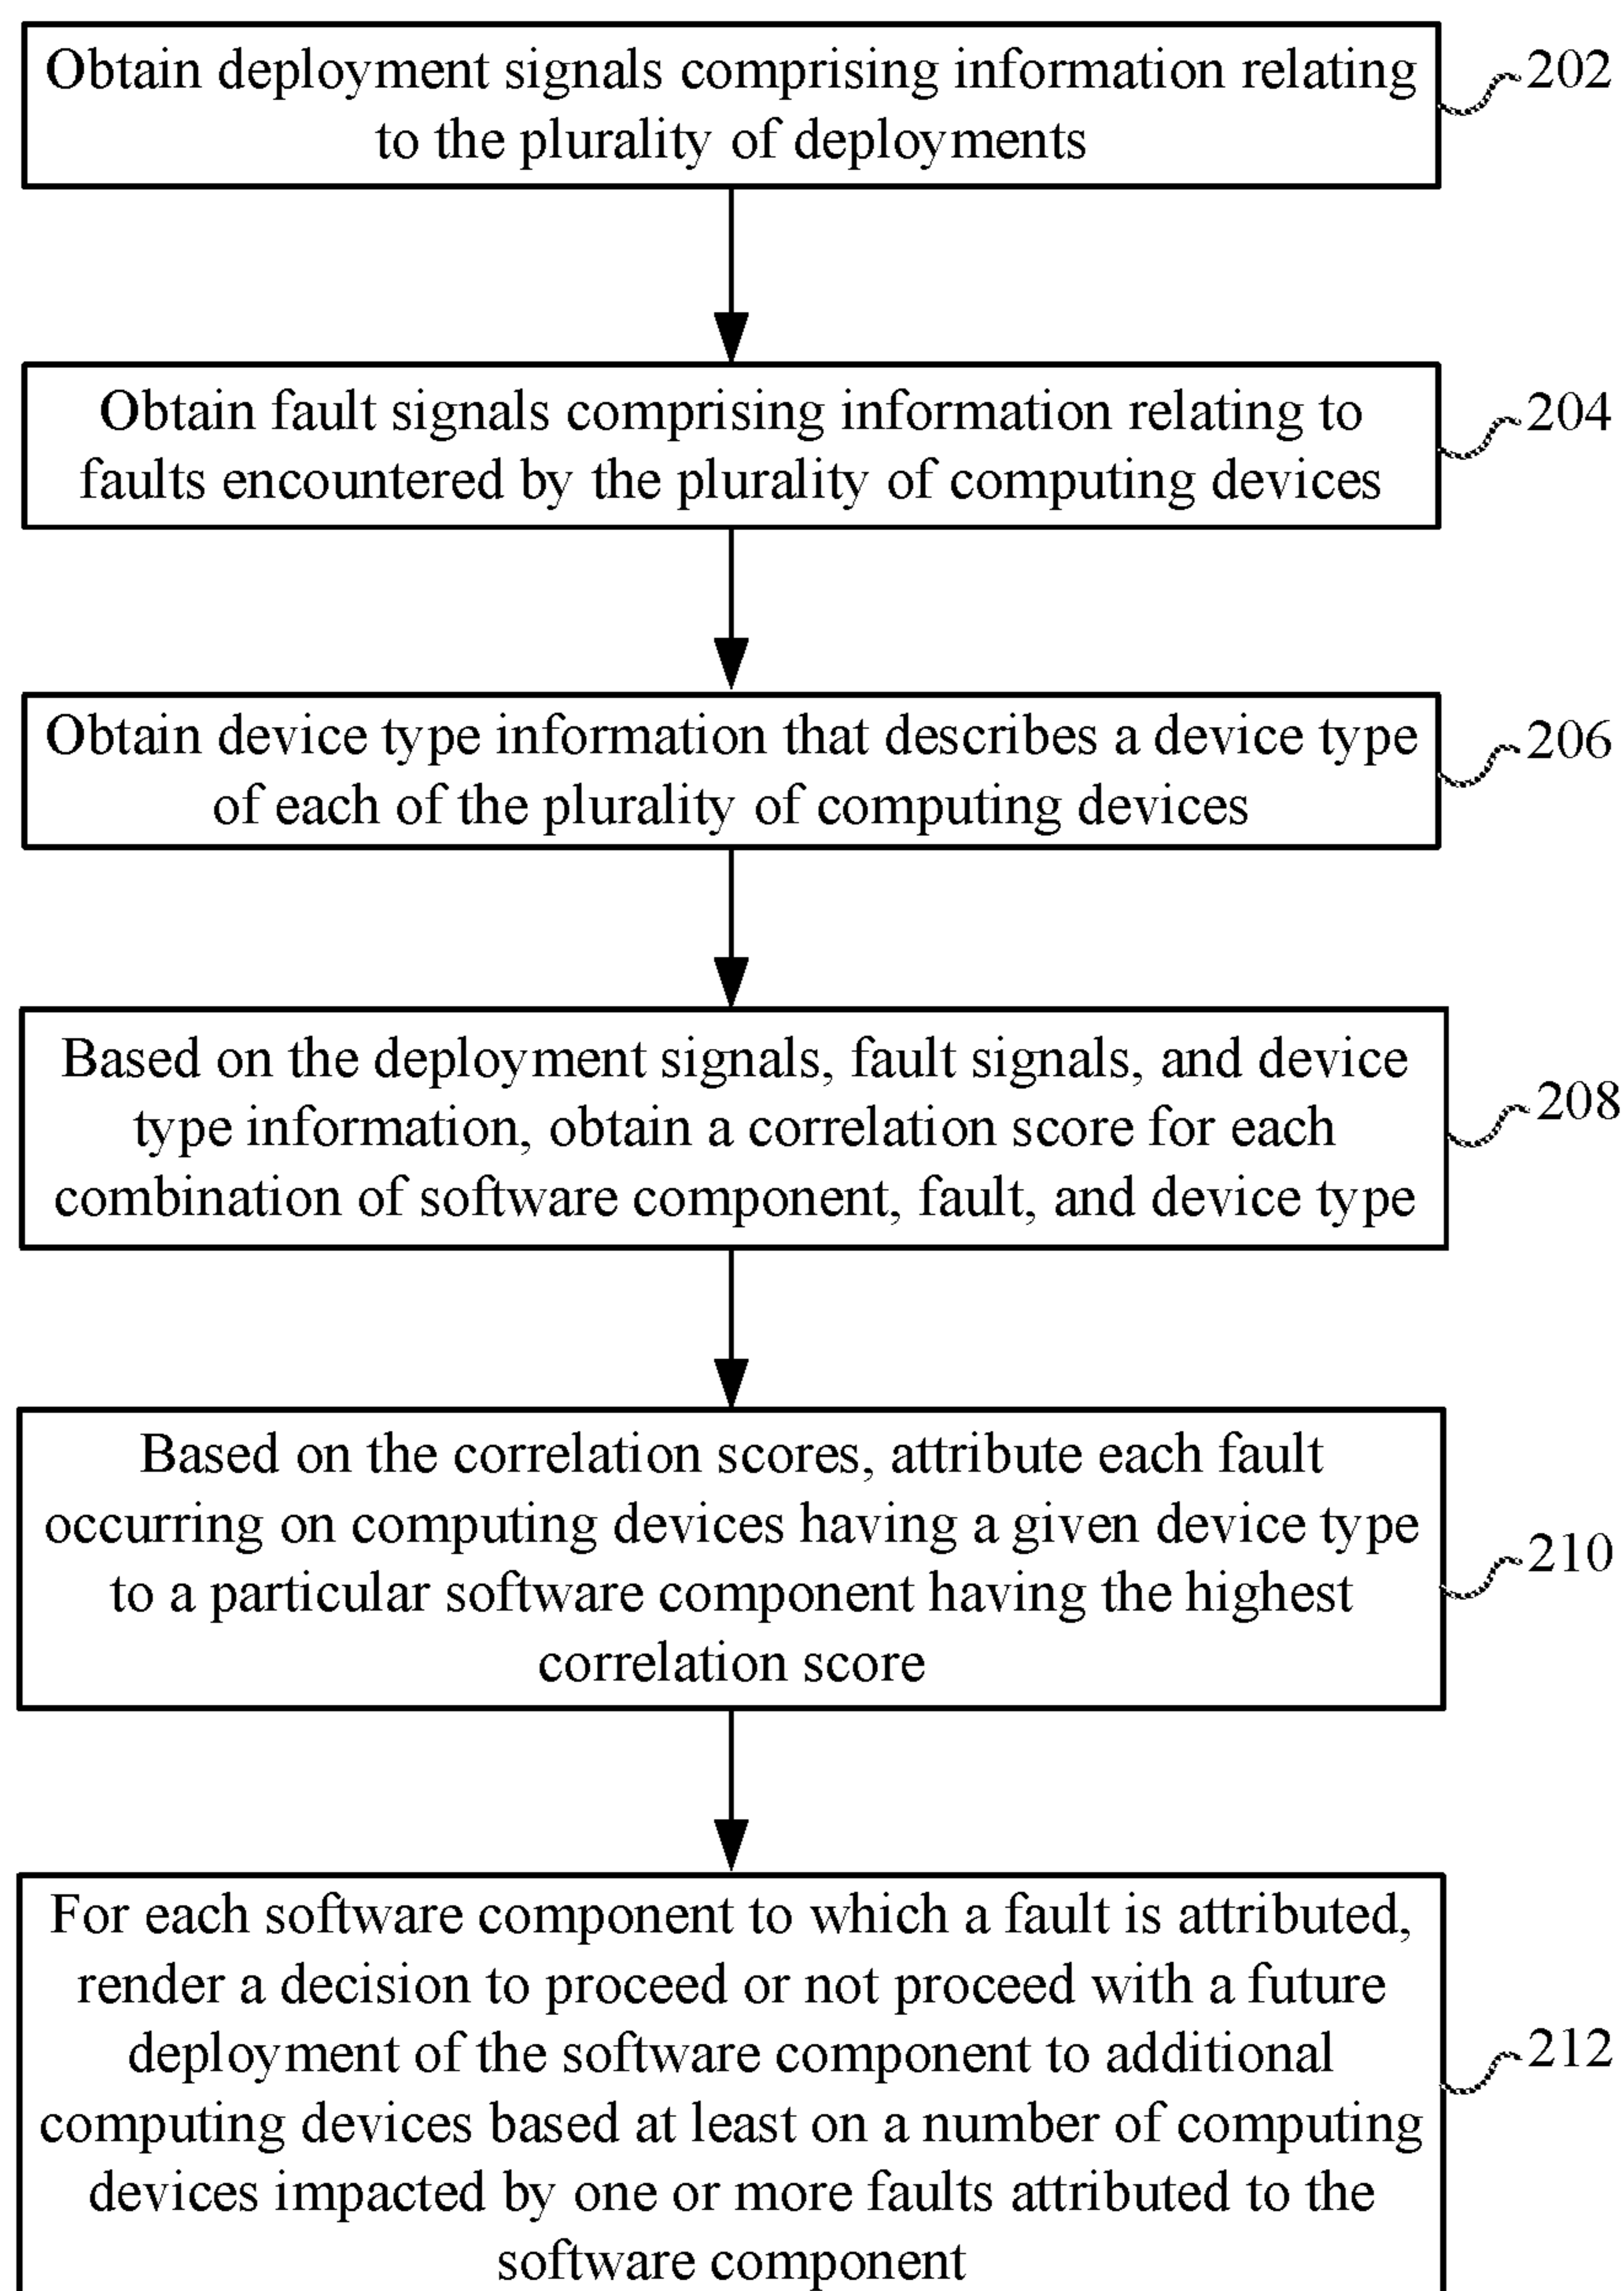 Obtain deployment signals comprising information relating
to the plurality of deployments
202
Obtain fault signals comprising information relating to
faults encountered by the plurality of computing devices
204
Obtain device type information that describes a device type
of each of the plurality of computing devices
206
Based on the deployment signals, fault signals, and device
type information, obtain a correlation score for each
combination of software component, fault, and device type
208
Based on the correlation scores, attribute each fault
occurring on computing devices having a given device type
to a particular software component having the highest
correlation score
210
For each software component to which a fault is attributed,
render a decision to proceed or not proceed with a future
deployment of the software component to additional
computing devices based at least on a number of computing
devices impacted by one or more faults attributed to the
software component
212